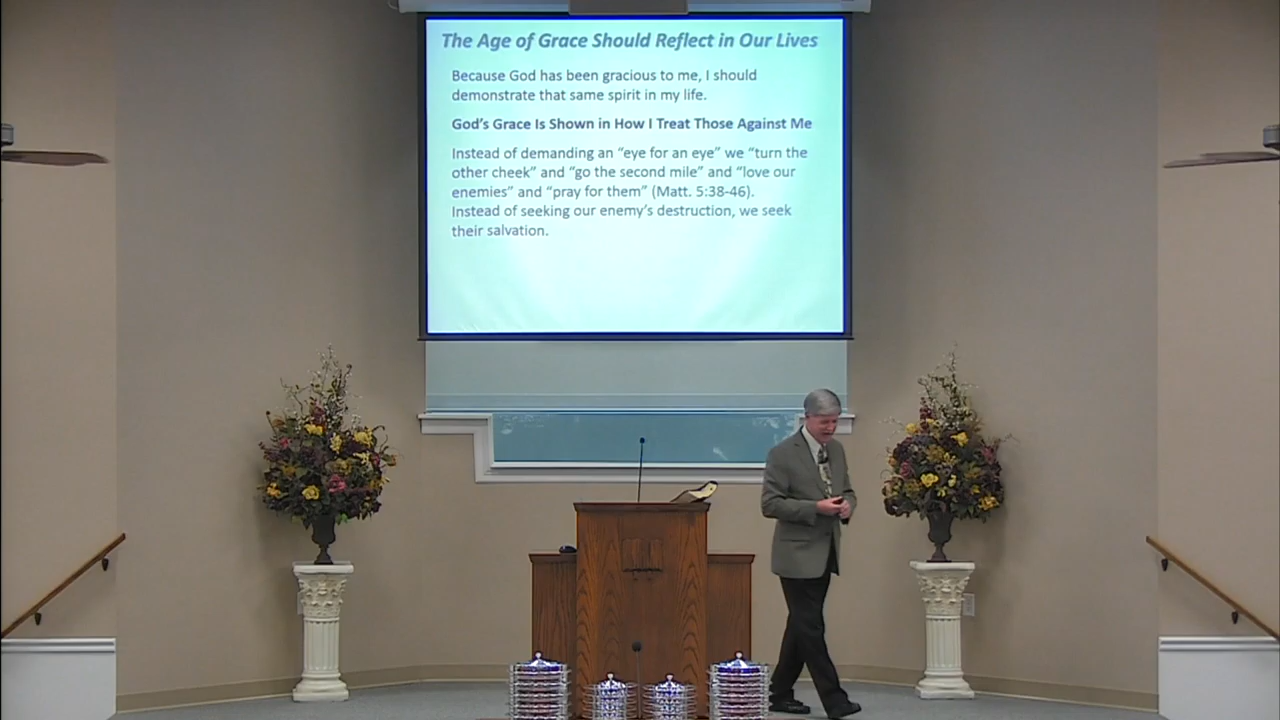 The Age of Grace Should Reflect in Our Lives
Because God has been gracious to me, I should
demonstrate that same spirit in my life.
God's Grace Is Shown in How I Treat Those Against Me
Instead of demanding an “eye for an eye” we “turn the
other cheek” and “go the second mile” and “love our
enemies” and “pray for them” (Matt. 5:38-46).
Instead of seeking our enemy's destruction, we seek
their salvation.